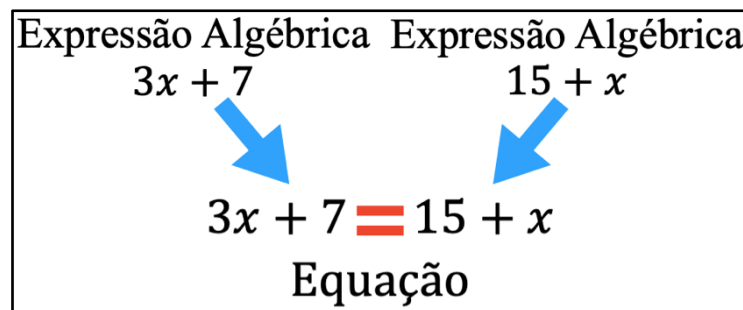 Expressão Algébrica Expressão Algébrica
3x + 7 15 + x
3x + 7 = 15 + x
Equação